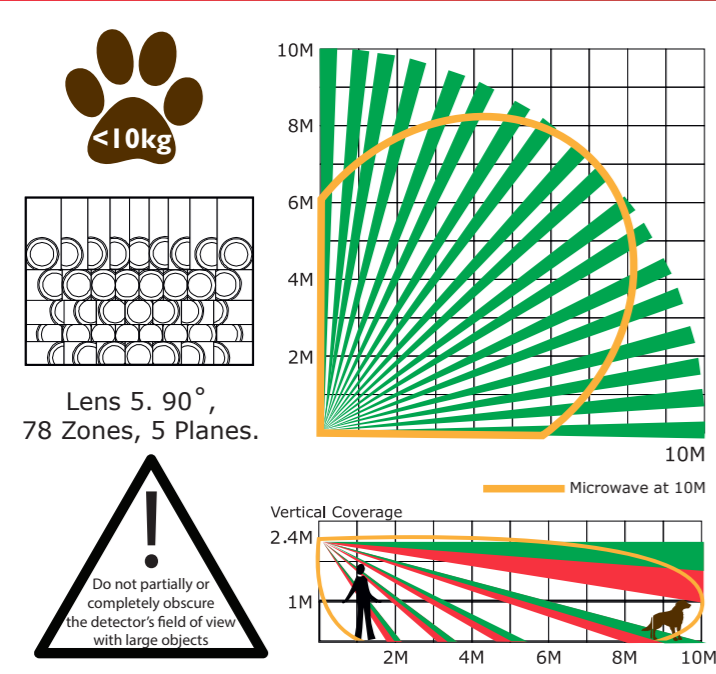 <10kg
10M
8M
6M
4M
2M
10M
Lens 5. 90°,
78 Zones, 5 Planes.
Microwave at 10M
Vertical Coverage
2.4M
1M
2M
4M
6M
8M
10M
!
Do not partially or
completely obscure
the detector's field of view
with large objects